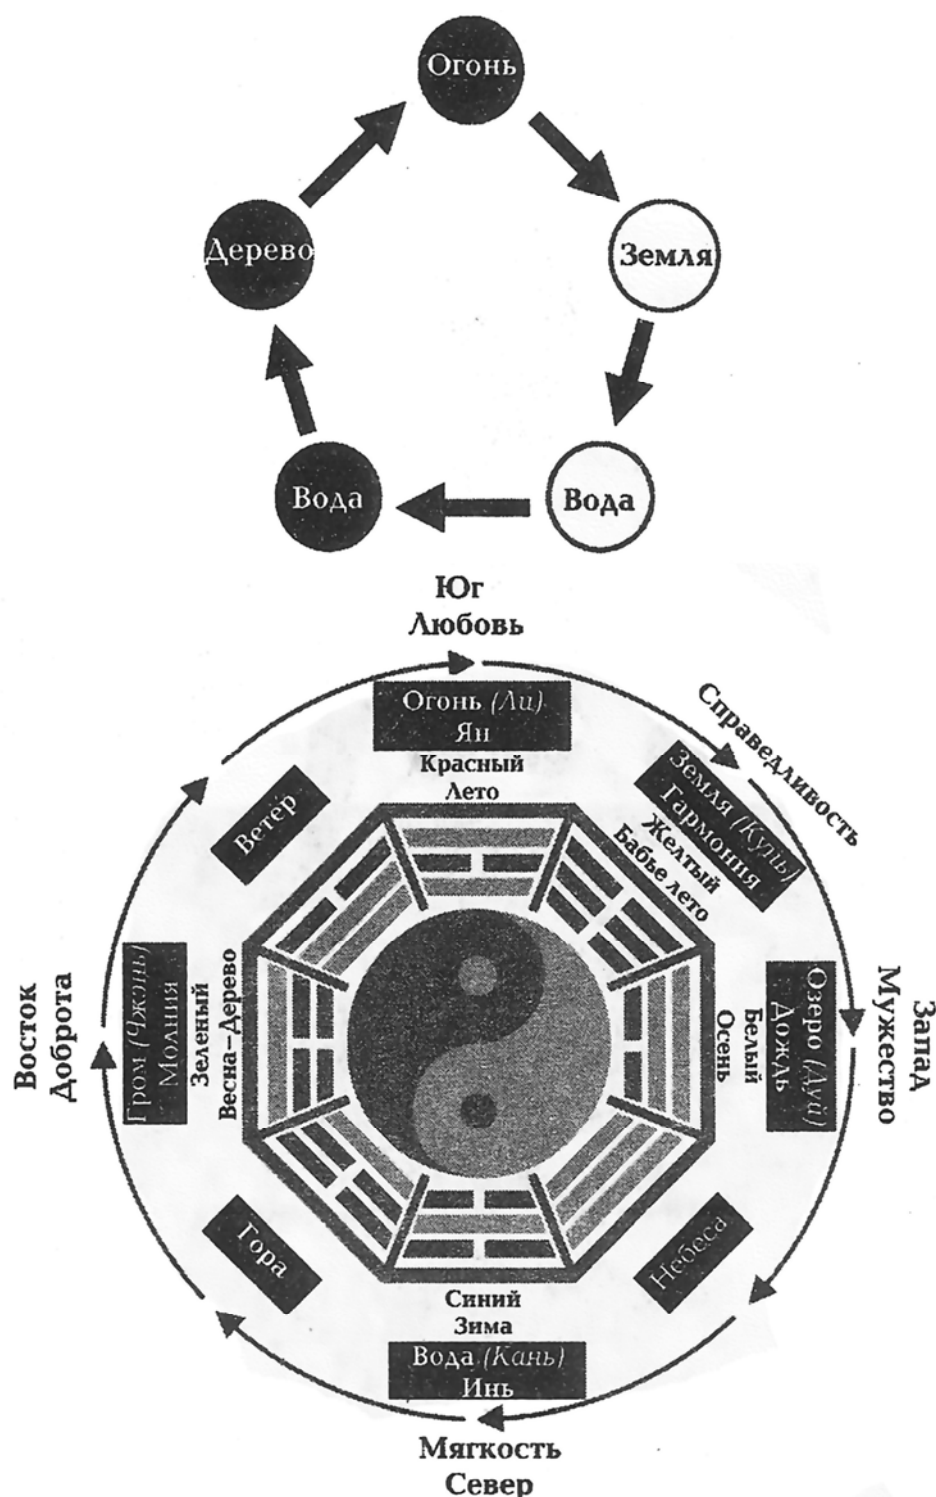 Огонь
Дерево
Земля
Вода
Вода
Юг
Любовь
Огонь (Ли)
Ян
Красный
Лето
Справедливость
Земля (Кунь)
Гармония
Желтый
Бабье лето
Ветер
Восток
Доброта
Гром (Чжэнь)
Молния
Зеленый
Весна-Дерево
Запад
Мужество
Озеро (Дуй)
Дождь
Белый
Осень
Гора
Небеса
Синий
Зима
Вода (Кань)
Инь
Мягкость
Север